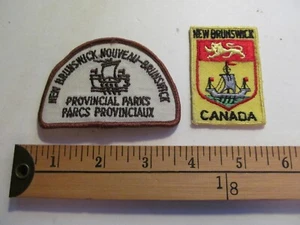 NEW BRUNSWICK NOUVEAU-BRUNSWICK
PROVINCIAL PARKS
PARCS PROVINCIAUX
NEW BRUNSWICK
CANADA
1 2 3 4 5 6 7
1 8